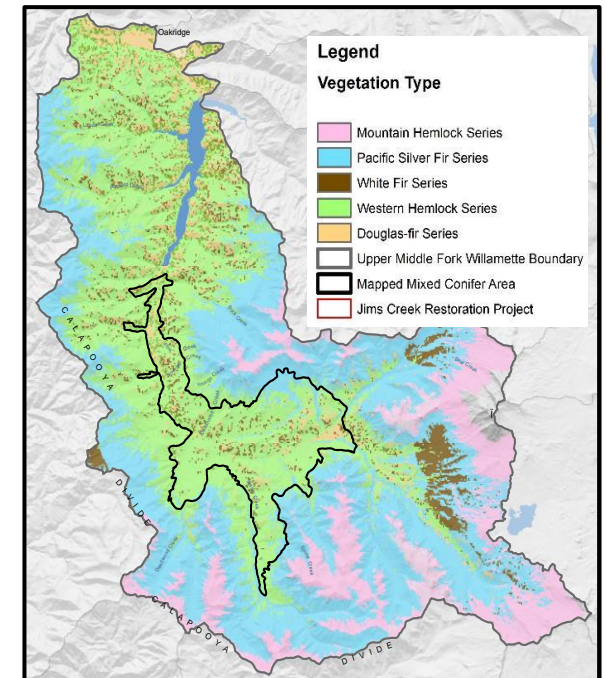 Oakridge
Legend
Vegetation Type
Mountain Hemlock Series
Pacific Silver Fir Series
White Fir Series
Western Hemlock Series
Douglas-fir Series
Upper Middle Fork Willamette Boundary
Mapped Mixed Conifer Area
Jims Creek Restoration Project
CALAPOOYA
DIVIDE
CALAPOOYA
DIVIDE